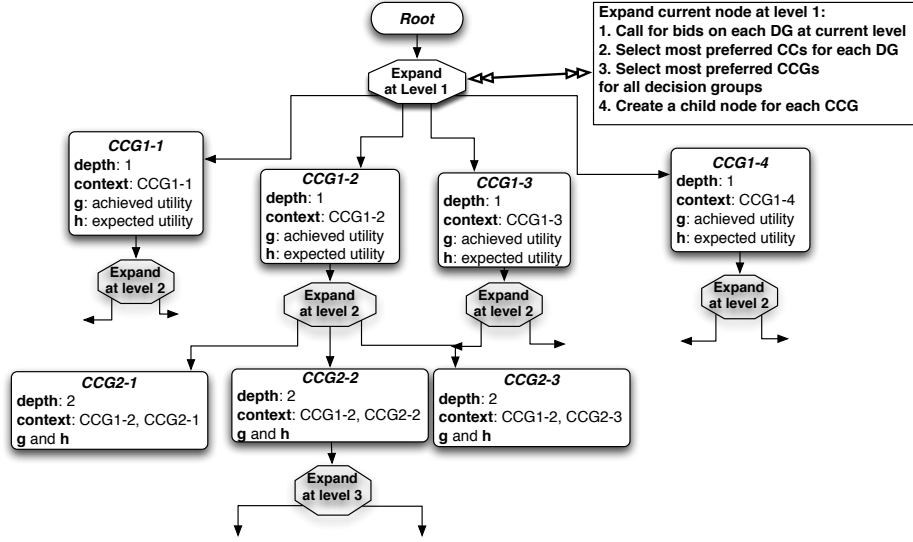 Root
Expand
at Level 1
Expand current node at level 1:
1. Call for bids on each DG at current level
2. Select most preferred CCs for each DG
3. Select most preferred CCGs
for all decision groups
4. Create a child node for each CCG
CCG1-1
depth: 1
context: CCG1-1
g: achieved utility
h: expected utility
CCG1-2
depth: 1
context: CCG1-2
g: achieved utility
h: expected utility
CCG1-3
depth: 1
context: CCG1-3
g: achieved utility
h: expected utility
CCG1-4
depth: 1
context: CCG1-4
g: achieved utility
h: expected utility
Expand
at level 2
Expand
at level 2
Expand
at level 2
Expand
at level 2
CCG2-1
depth: 2
context: CCG1-2, CCG2-1
g and h
CCG2-2
depth: 2
context: CCG1-2, CCG2-2
g and h
CCG2-3
depth: 2
context: CCG1-2, CCG2-3
g and h
Expand
at level 3